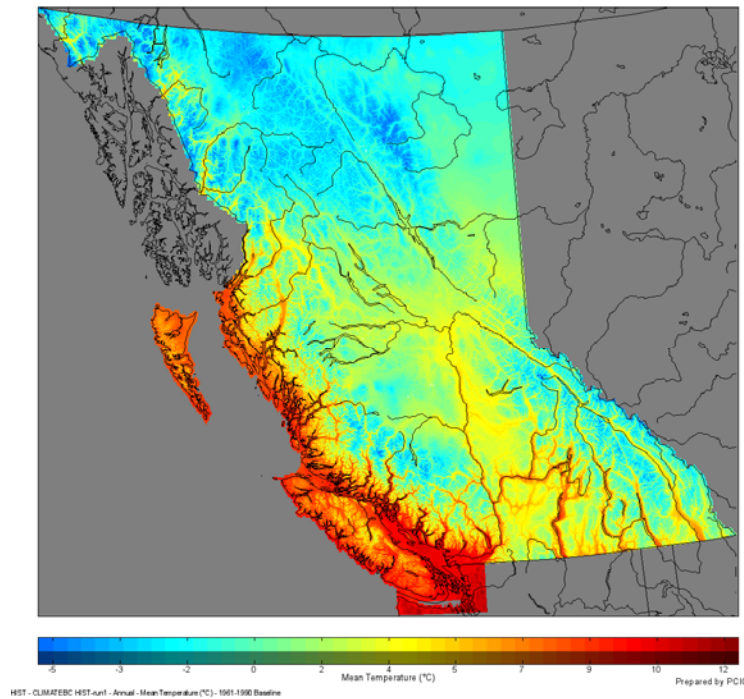 -5 -3 -2 0 2 3 5 7 9 10 12
Mean Temperature (°C)
Prepared by PCIC
HIST - CLIMATEBC HIST-run1 - Annual - Mean Temperature (°C) - 1961-1990 Baseline